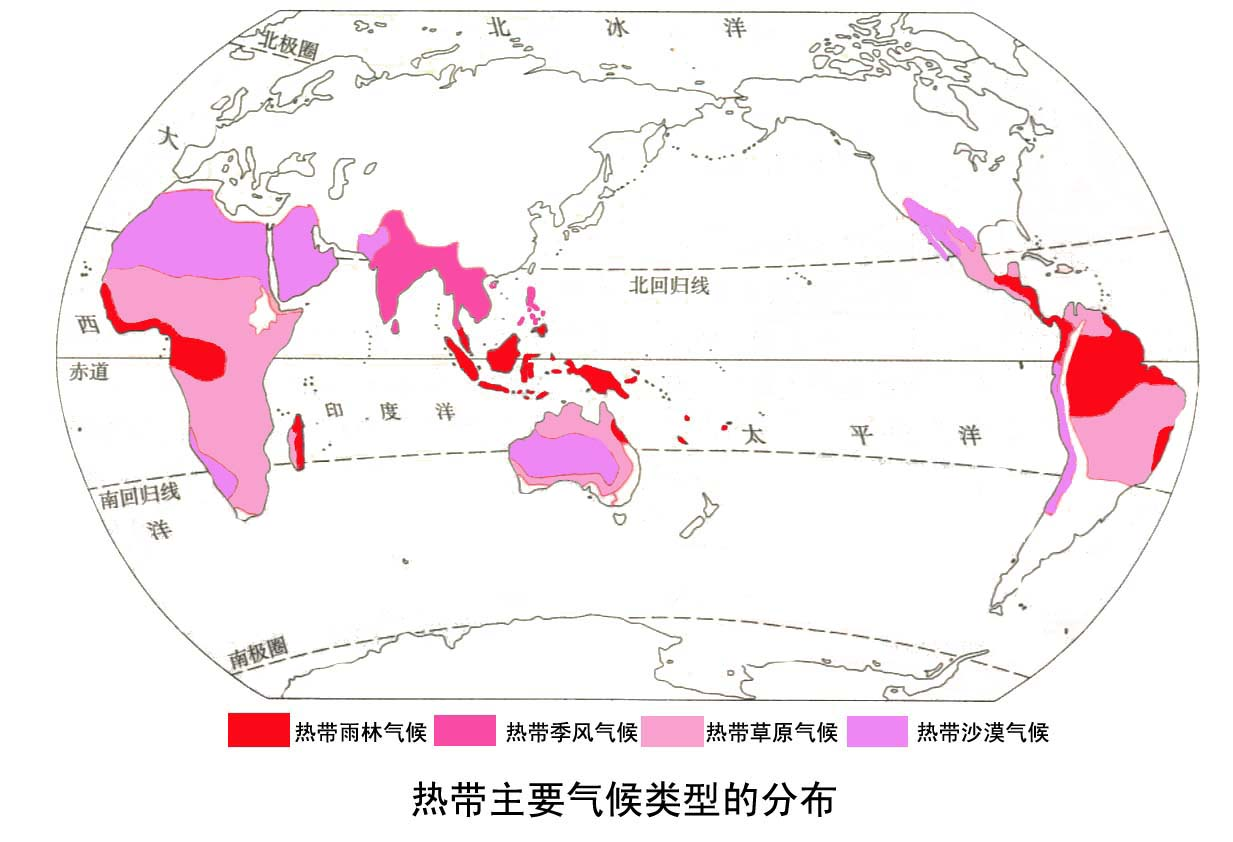 北冰洋
北极圈
大
北回归线
西
赤道
印度洋
太平洋
南回归线
洋
南极圈
热带雨林气候 热带季风气候 热带草原气候 热带沙漠气候
热带主要气候类型的分布